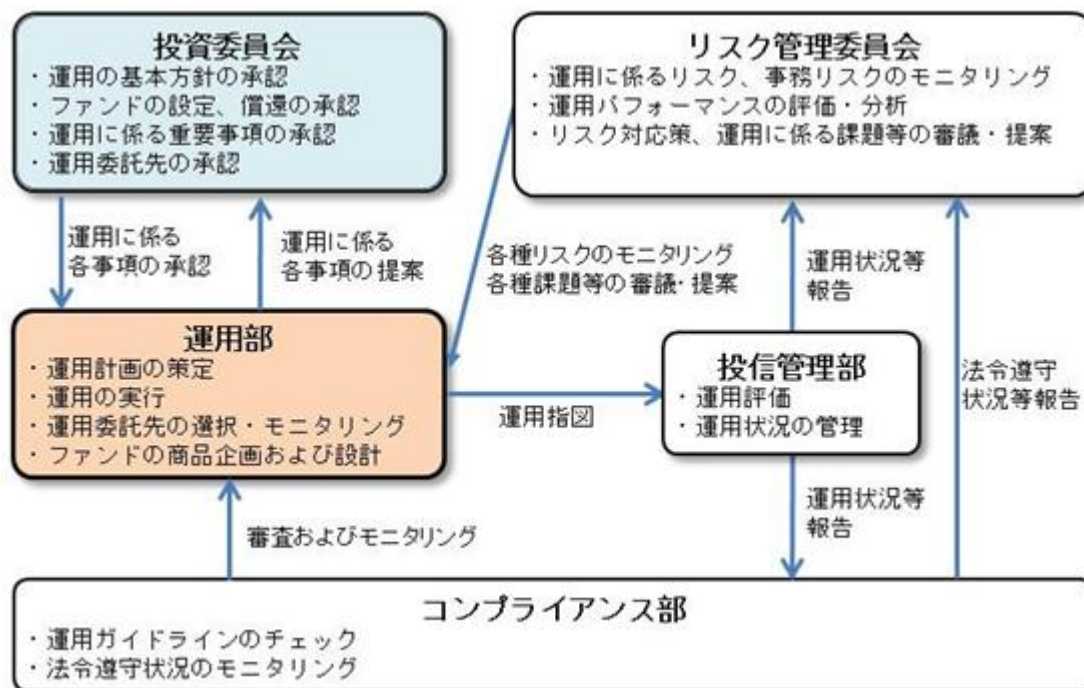 投資委員会
・運用の基本方針の承認
・ファンドの設定、償還の承認
・運用に係る重要事項の承認
・運用委託先の承認
リスク管理委員会
・運用に係るリスク、事務リスクのモニタリング
・運用パフォーマンスの評価・分析
・リスク対応策、運用に係る課題等の審議・提案
運用に係る
各事項の承認
運用に係る
各事項の提案
各種リスクのモニタリング
各種課題等の審議・提案
運用状況等
報告
運用部
・運用計画の策定
・運用の実行
・運用委託先の選択・モニタリング
・ファンドの商品企画および設計
運用指図
投信管理部
・運用評価
・運用状況の管理
法令遵守
状況等報告
審査およびモニタリング
運用状況等
報告
コンプライアンス部
・運用ガイドラインのチェック
・法令遵守状況のモニタリング